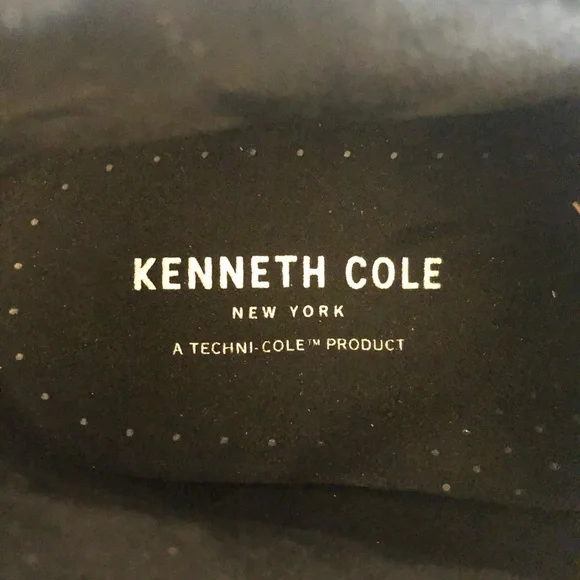 KENNETH COLE
NEW YORK
A TECHNI-COLE™ PRODUCT